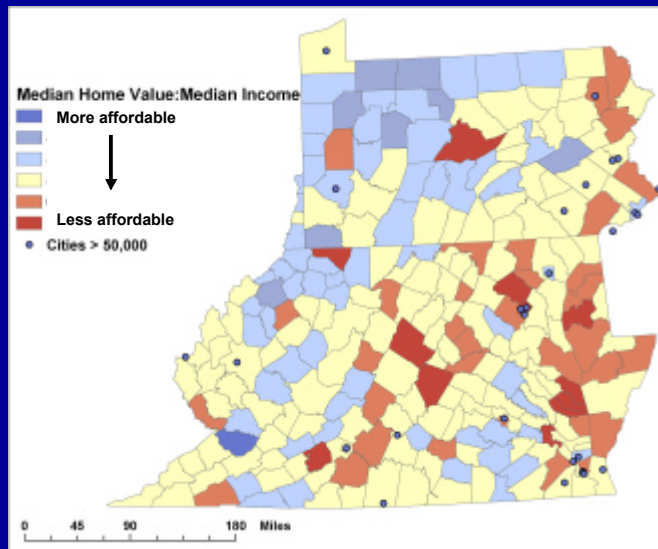 Median Home Value:Median Income
More affordable
Less affordable
Cities > 50,000
0 45 90 180 Miles